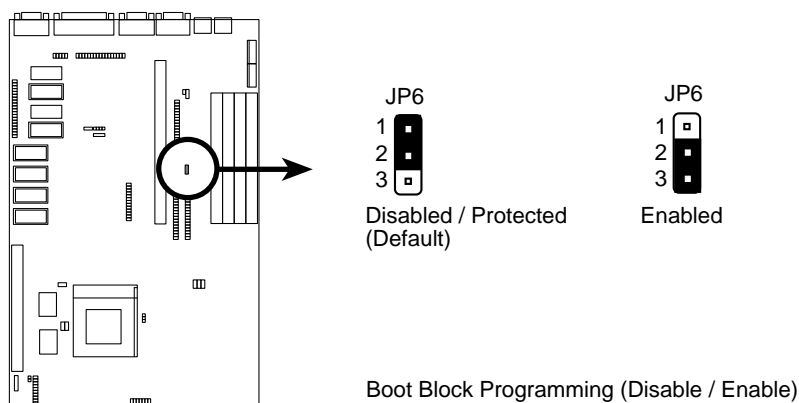 JP6
1
2
3
Disabled / Protected
(Default)
JP6
1
2
3
Enabled
Boot Block Programming (Disable / Enable)